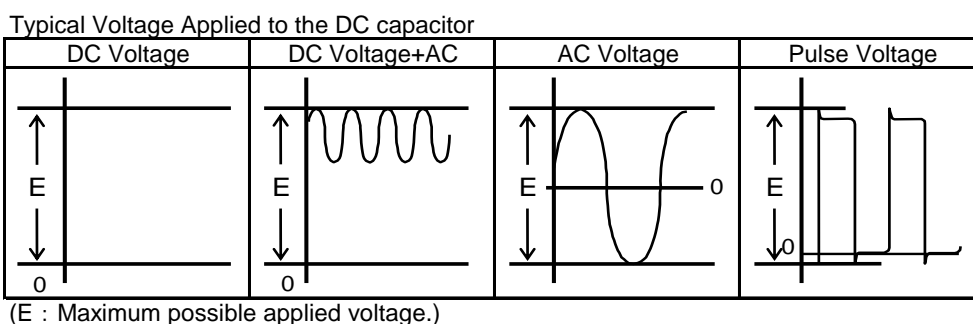 Typical Voltage Applied to the DC capacitor
DC Voltage DC Voltage+AC AC Voltage Pulse Voltage
E E E 0 E
0
0 0
(E：Maximum possible applied voltage.)